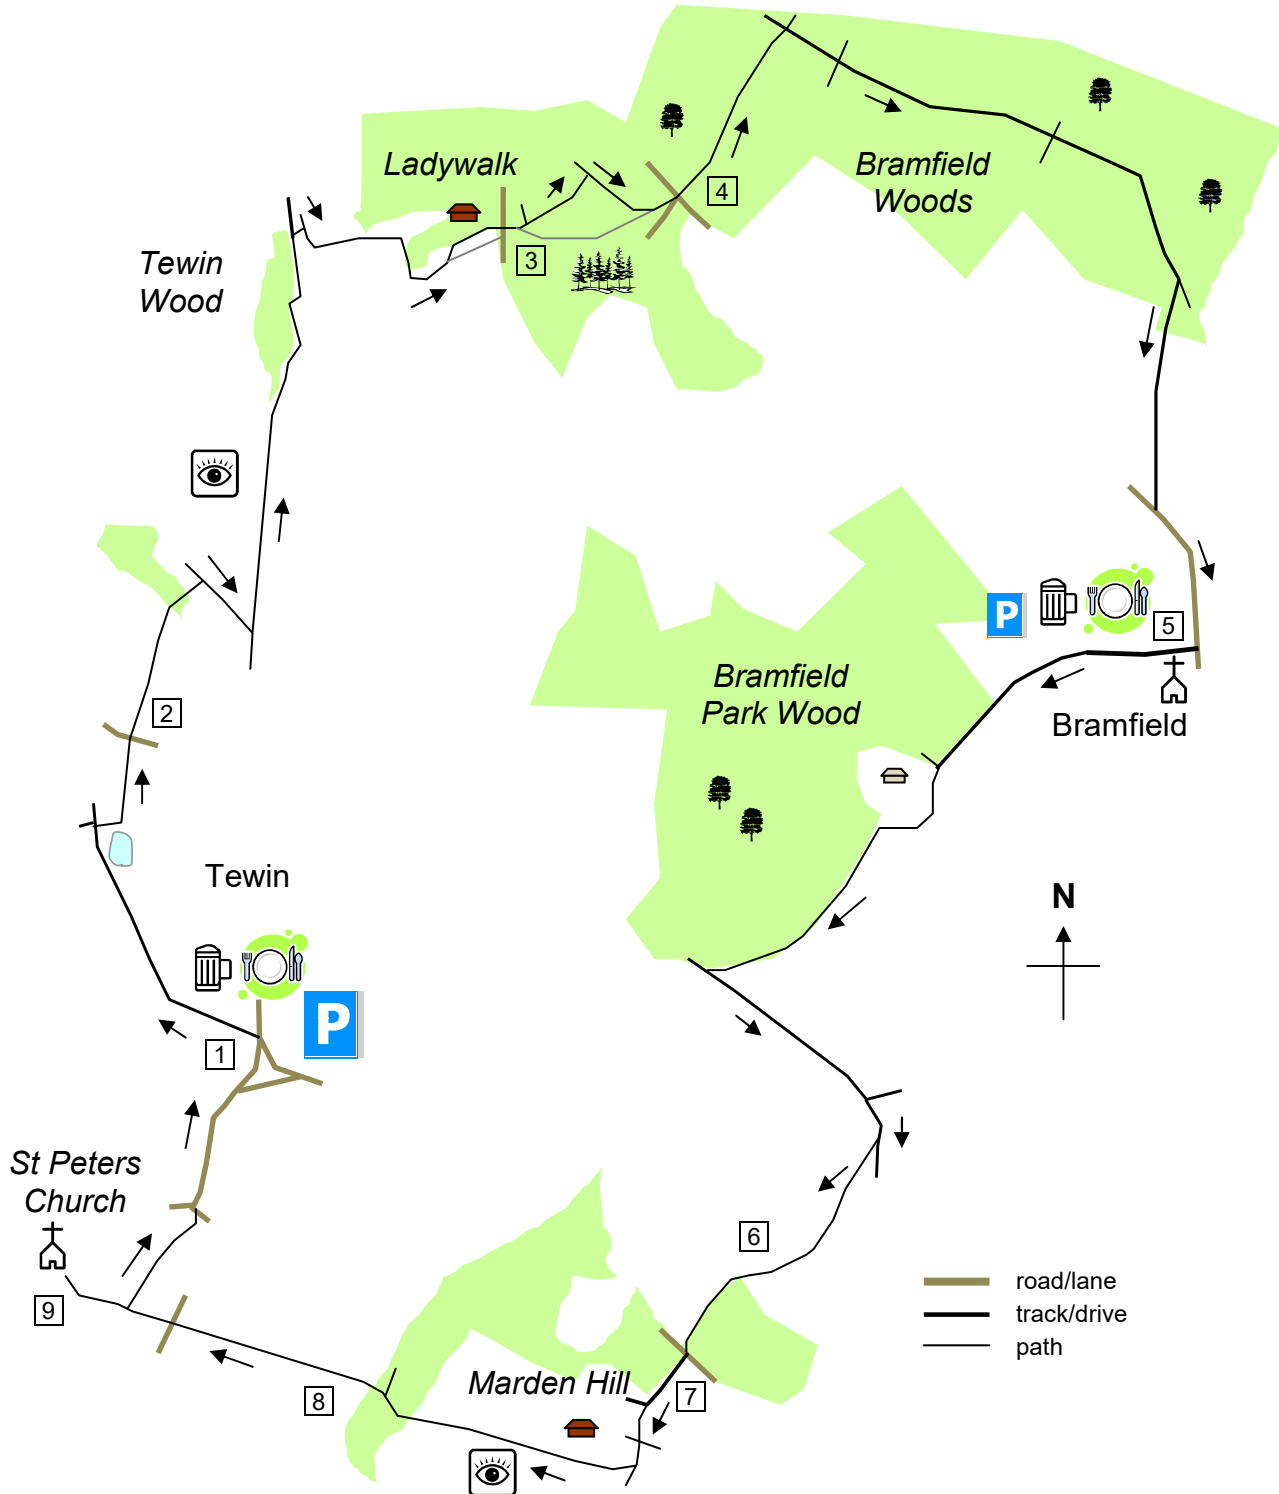 Ladywalk
4
Bramfield
Woods
3
Tewin
Wood
P
5
2
Bramfield
Park Wood
Bramfield
Tewin
N
P
1
St Peters
Church
6
road/lane
9
track/drive
path
Marden Hill
7
8